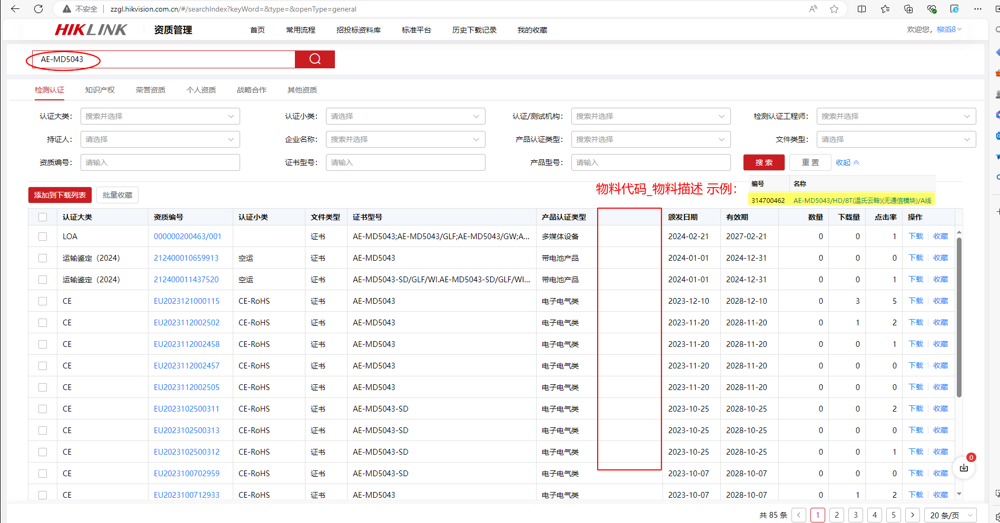 不安全 zzgl.hikvision.com.cn/#/searchIndex?keyWord=&type=&openType=general
HIKLINK 资质管理 首页 常用流程 招投标资料库 标准平台 历史下载记录 我的收藏 欢迎您，柳滔8
AE-MD5043
检测认证 知识产权 荣誉资质 个人资质 战略合作 其他资质
认证大类： 搜索并选择 认证小类： 请选择 认证/测试机构： 搜索并选择 检测认证工程师： 搜索并选择
持证人： 请选择 企业名称： 搜索并选择 产品认证类型： 搜索并选择 文件类型： 请选择
资质编号： 请输入 证书型号： 请输入 产品型号： 请输入 搜 索 重 置 收起
物料代码_物料描述 示例： 编号 名称
添加到下载列表 批量收藏 314700462 AE-MD5043/HD/8T(温氏云眸)(无通信模块)/A线
认证大类 资质编号 认证小类 文件类型 证书型号 产品认证类型 颁发日期 有效期 数量 下载量 点击率 操作
LOA 000000200463/001 证书 AE-MD5043;AE-MD5043/GLF;AE-MD5043/GW;A... 多媒体设备 2024-02-21 2027-02-21 0 0 1 下载 收藏
运输鉴定（2024） 212400010659913 空运 证书 AE-MD5043 带电池产品 2024-01-01 2024-12-31 0 0 0 下载 收藏
运输鉴定（2024） 212400011437520 空运 证书 AE-MD5043-SD/GLF/WI.AE-MD5043-SD/GLF/WI... 带电池产品 2024-01-01 2024-12-31 0 0 1 下载 收藏
CE EU2023121000115 CE-RoHS 证书 AE-MD5043 电子电气类 2023-12-10 2028-12-10 0 3 5 下载 收藏
CE EU2023112002502 CE-RoHS 证书 AE-MD5043 电子电气类 2023-11-20 2028-11-20 0 1 2 下载 收藏
CE EU2023112002458 CE-RoHS 证书 AE-MD5043 电子电气类 2023-11-20 2028-11-20 0 0 1 下载 收藏
CE EU2023112002457 CE-RoHS 证书 AE-MD5043 电子电气类 2023-11-20 2028-11-20 0 0 0 下载 收藏
CE EU2023112002505 CE-RoHS 证书 AE-MD5043 电子电气类 2023-11-20 2028-11-20 0 0 0 下载 收藏
CE EU2023102500311 CE-RoHS 证书 AE-MD5043-SD 电子电气类 2023-10-25 2028-10-25 0 0 2 下载 收藏
CE EU2023102500313 CE-RoHS 证书 AE-MD5043-SD 电子电气类 2023-10-25 2028-10-25 0 0 0 下载 收藏
CE EU2023102500312 CE-RoHS 证书 AE-MD5043-SD 电子电气类 2023-10-25 2028-10-25 0 0 1 下载 收藏
0
CE EU2023100702959 CE-RoHS 证书 AE-MD5043-SD 电子电气类 2023-10-07 2028-10-07 0 0 0 下载 收藏
CE EU2023100712933 CE-RoHS 证书 AE-MD5043 电子电气类 2023-10-07 2028-10-07 0 1 2 下载 收藏
共 85 条 1 2 3 4 5 20 条/页